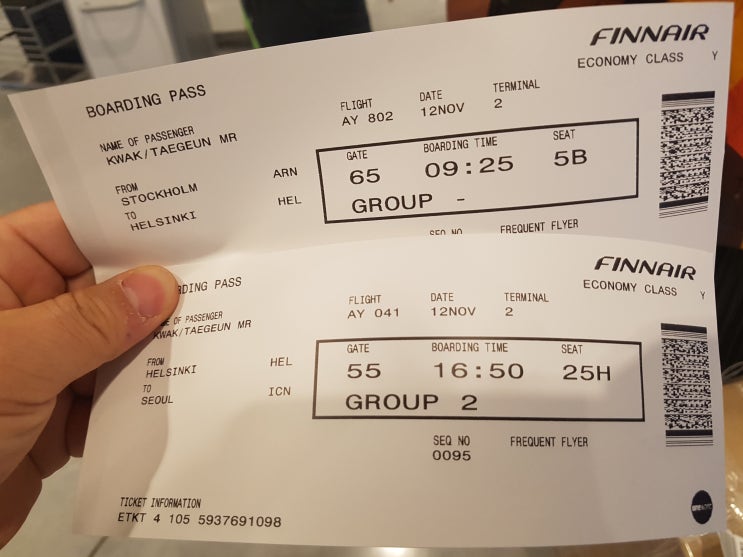 FINNAIR
ECONOMY CLASS Y
BOARDING PASS
FLIGHT DATE TERMINAL
AY 802 12NOV 2
NAME OF PASSENGER
KWAK/TAEGEUN MR
GATE BOARDING TIME SEAT
65 09:25 5B
GROUP -
FROM
STOCKHOLM ARN
TO
HELSINKI HEL
SEQ NO FREQUENT FLYER
FINNAIR
ECONOMY CLASS Y
RDING PASS
FLIGHT DATE TERMINAL
AY 041 12NOV 2
OF PASSENGER
KWAK/TAEGEUN MR
GATE BOARDING TIME SEAT
55 16:50 25H
GROUP 2
FROM
HELSINKI HEL
TO
SEOUL ICN
SEQ NO FREQUENT FLYER
0095
TICKET INFORMATION
ETKT 4 105 5937691098